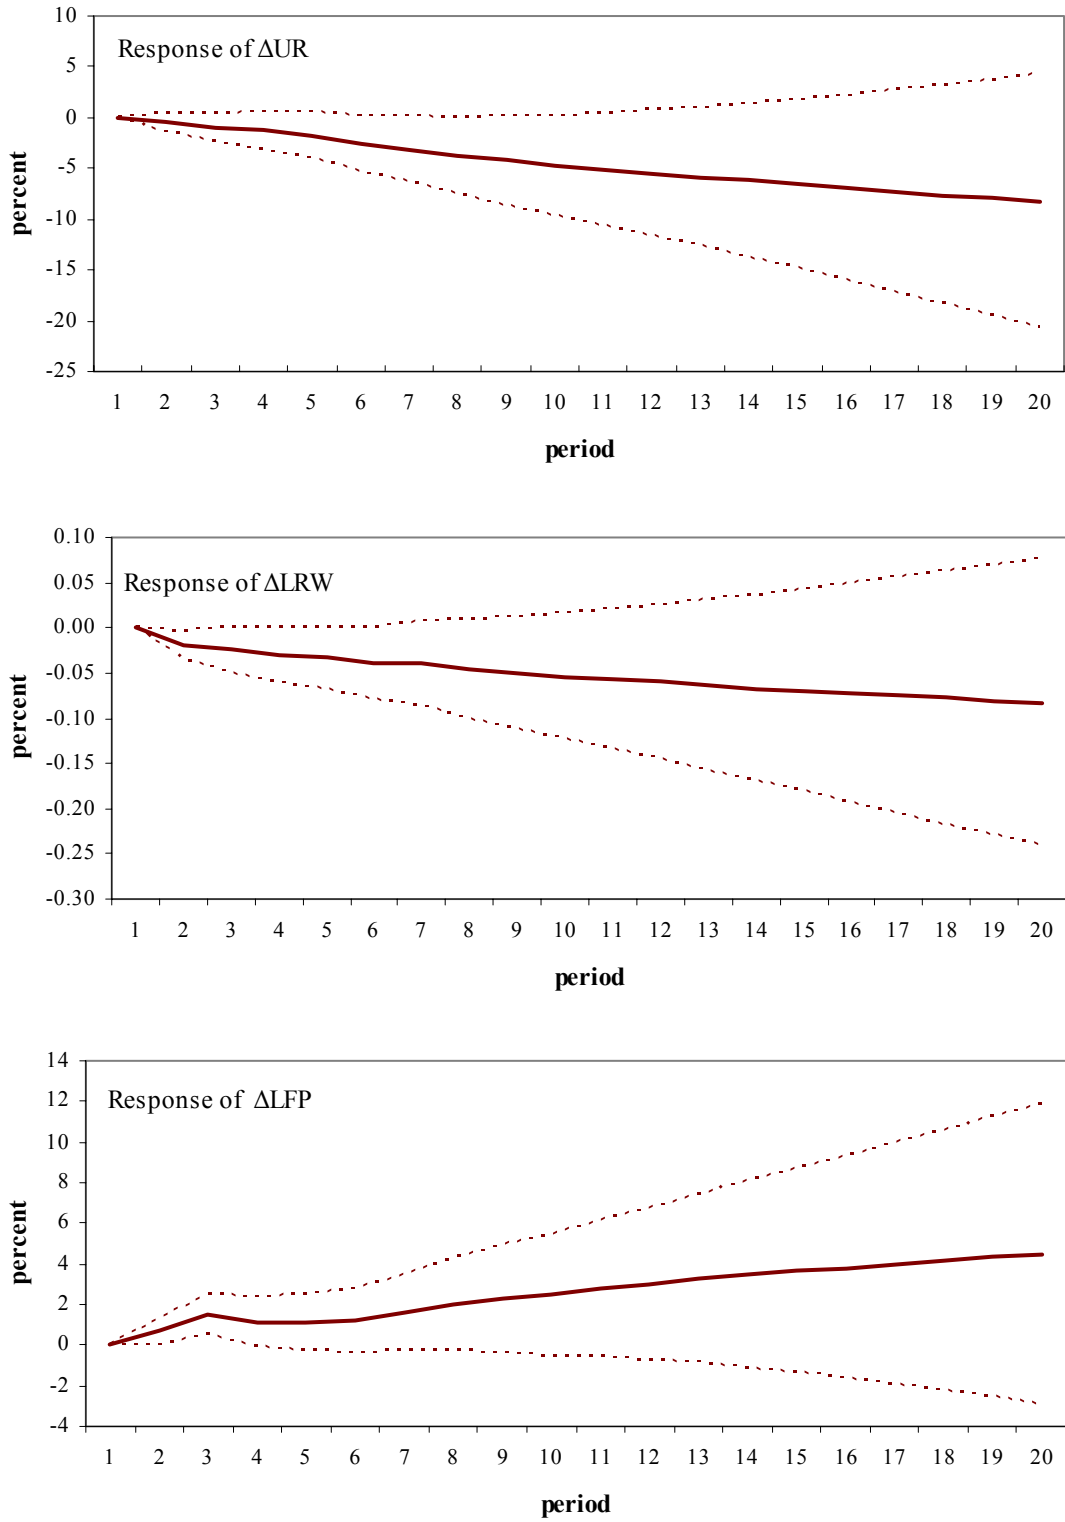 Response of ΔUR
10
5
0
-5
-10
-15
-20
-25
percent
1 2 3 4 5 6 7 8 9 10 11 12 13 14 15 16 17 18 19 20
period
Response of ΔLRW
0.10
0.05
0.00
-0.05
-0.10
-0.15
-0.20
-0.25
-0.30
percent
1 2 3 4 5 6 7 8 9 10 11 12 13 14 15 16 17 18 19 20
period
Response of ΔLFP
14
12
10
8
6
4
2
0
-2
-4
percent
1 2 3 4 5 6 7 8 9 10 11 12 13 14 15 16 17 18 19 20
period